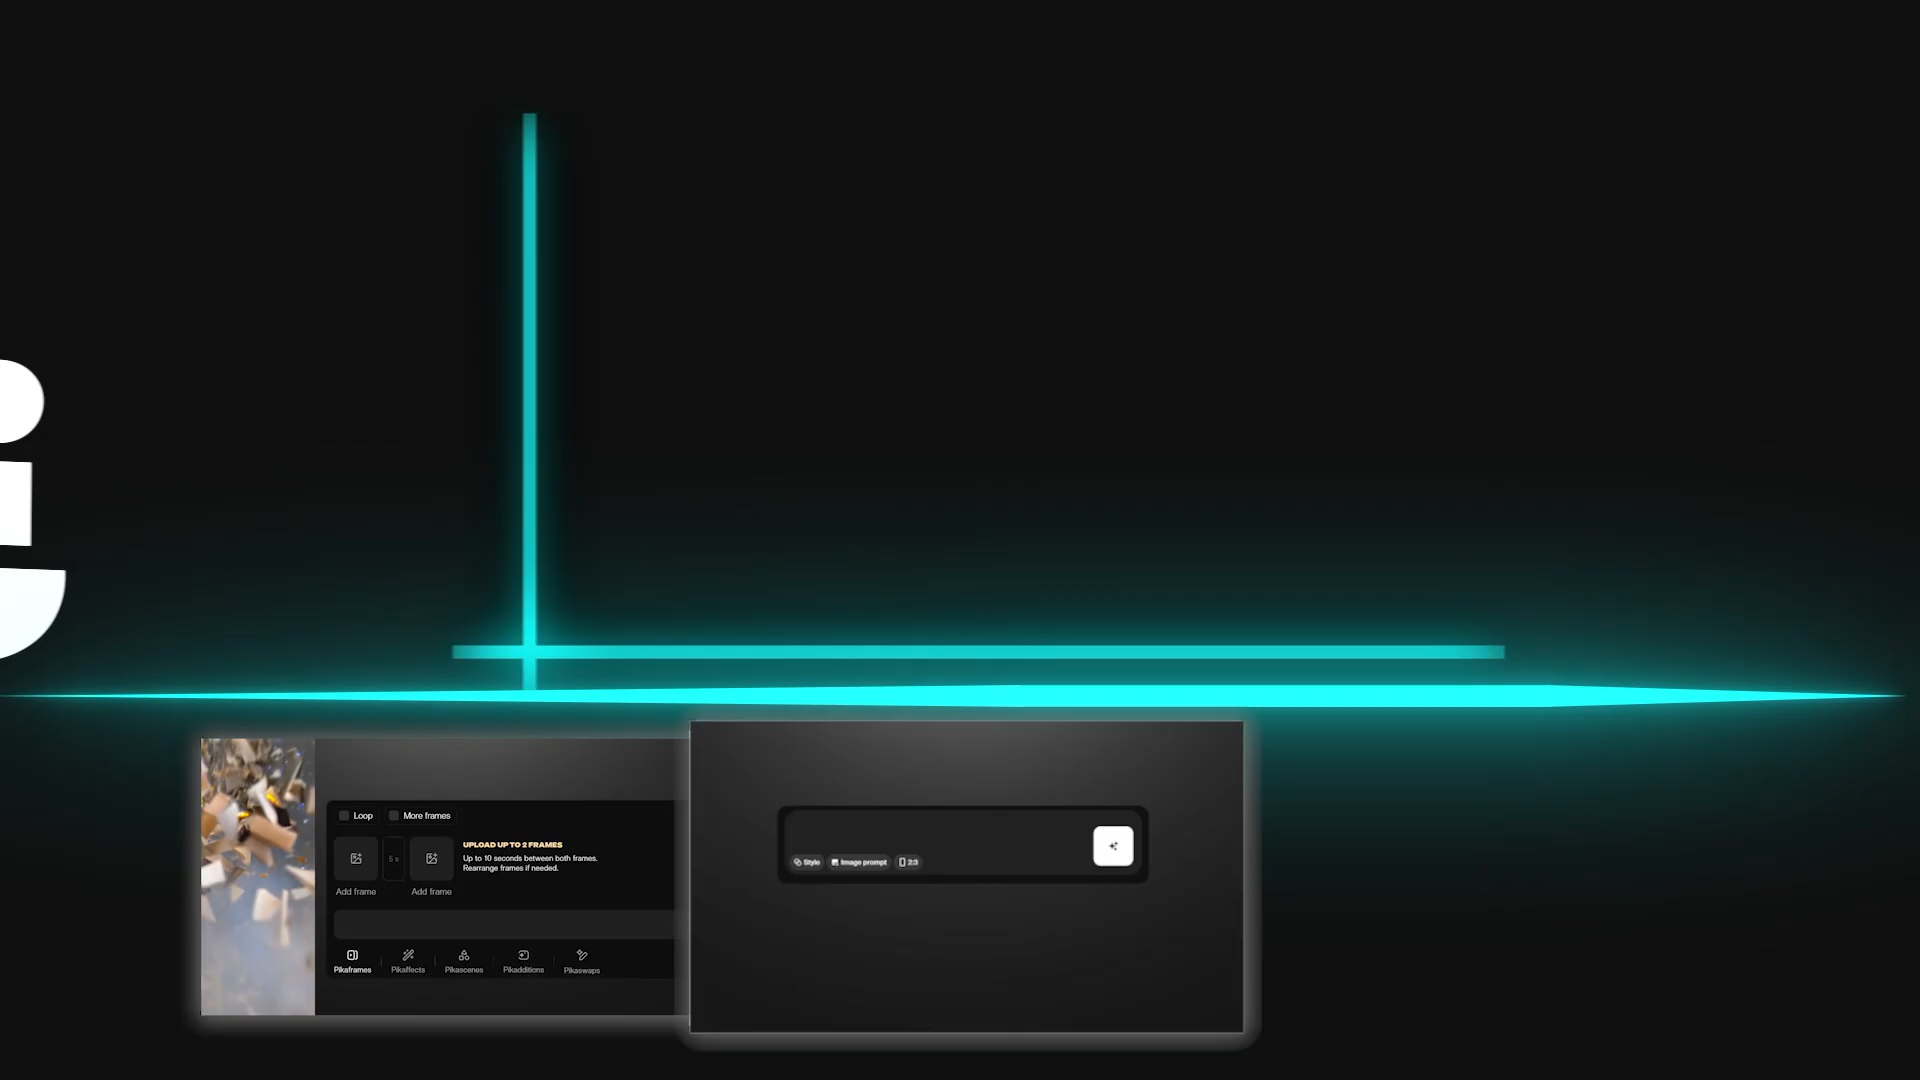 Loop
More frames
UPLOAD UP TO 2 FRAMES
Up to 10 seconds between both frames.
Rearrange frames if needed.
5 s
Add frame
Add frame
Pikaframes
Pikaffects
Pikascenes
Pikadditions
Pikaswaps
Style
Image prompt
2:3